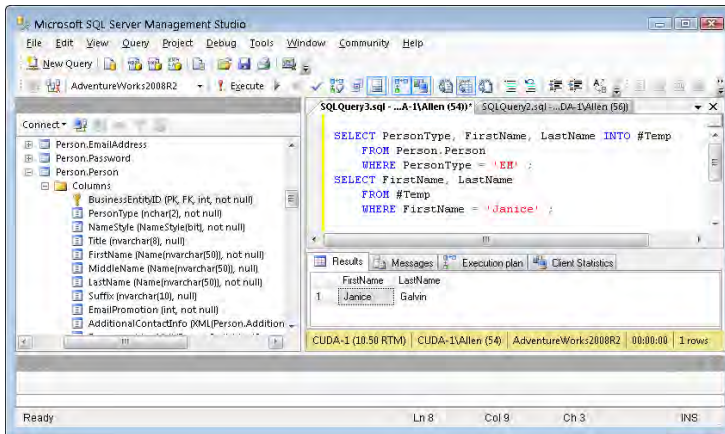 Microsoft SQL Server Management Studio
File Edit View Query Project Debug Tools Window Community Help
New Query
AdventureWorks2008R2 Execute
SQLQuery3.sql -...A-1\Allen (54))* SQLQuery2.sql -...DA-1\Allen (56))
Connect
Person.EmailAddress
Person.Password
Person.Person
Columns
BusinessEntityID (PK, FK, int, not null)
PersonType (nchar(2), not null)
NameStyle (NameStyle(bit), not null)
Title (nvarchar(8), null)
FirstName (Name(nvarchar(50)), not null)
MiddleName (Name(nvarchar(50)), null)
LastName (Name(nvarchar(50)), not null)
Suffix (nvarchar(10), null)
EmailPromotion (int, not null)
AdditionalContactInfo (XML(Person.Addition
SELECT PersonType, FirstName, LastName INTO #Temp
FROM Person.Person
WHERE PersonType = 'EM' ;
SELECT FirstName, LastName
FROM #Temp
WHERE FirstName = 'Janice' ;
Results Messages Execution plan Client Statistics
FirstName LastName
1 Janice Galvin
CUDA-1 (10.50 RTM) CUDA-1\Allen (54) AdventureWorks2008R2 00:00:00 1 rows
Ready Ln 8 Col 9 Ch 3 INS